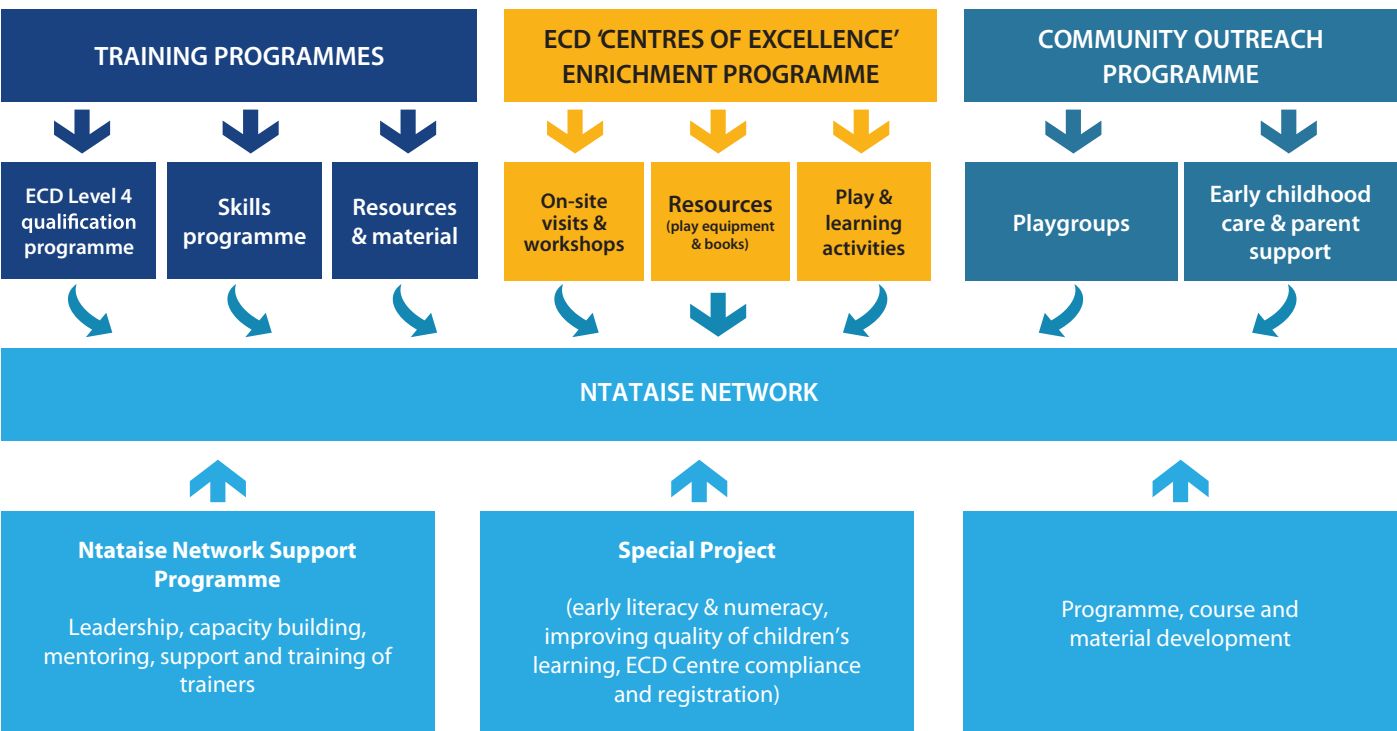 TRAINING PROGRAMMES
ECD ‘CENTRES OF EXCELLENCE’
ENRICHMENT PROGRAMME
COMMUNITY OUTREACH
PROGRAMME
ECD Level 4
qualification
programme
Skills
programme
Resources
& material
On-site
visits &
workshops
Resources
(play equipment
& books)
Play &
learning
activities
Playgroups
Early childhood
care & parent
support
NTATAISE NETWORK
Ntataise Network Support
Programme
Leadership, capacity building,
mentoring, support and training of
trainers
Special Project
(early literacy & numeracy,
improving quality of children’s
learning, ECD Centre compliance
and registration)
Programme, course and
material development